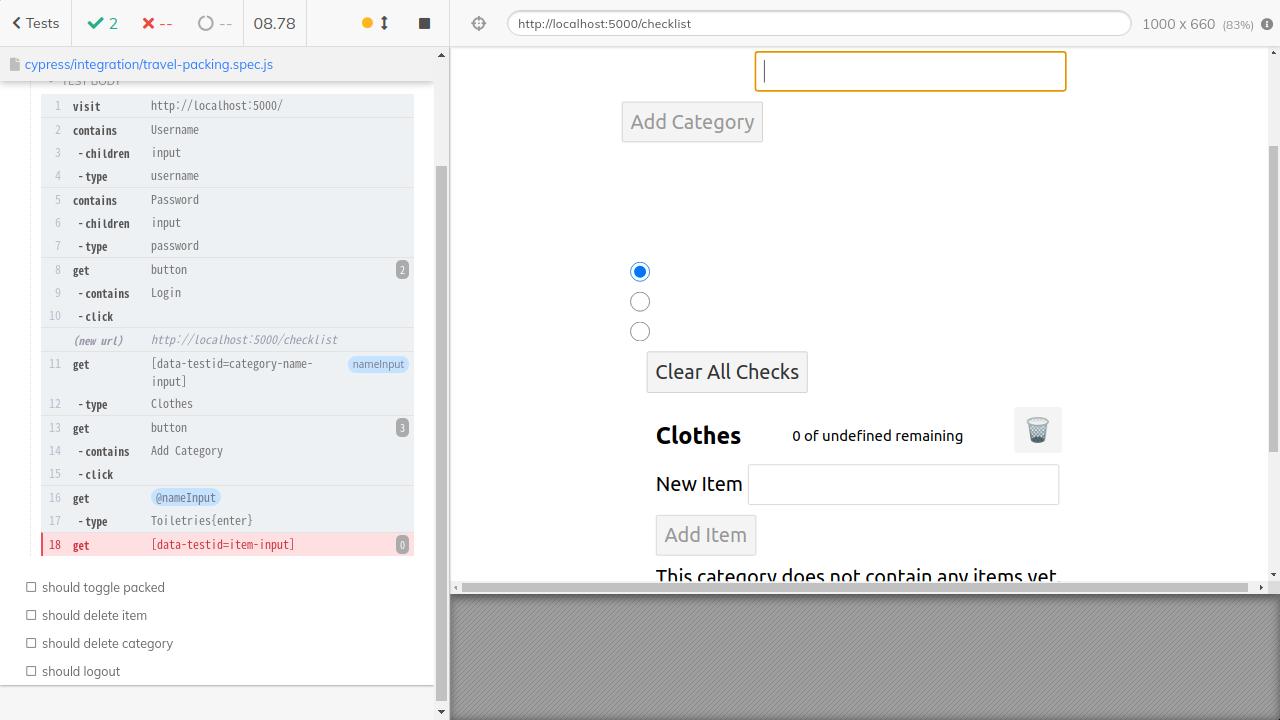 Tests
2
--
--
08.78
http://localhost:5000/checklist
1000 x 660 (83%)
cypress/integration/travel-packing.spec.js
TEST BODY
1 visit http://localhost:5000/
2 contains Username
3 -children input
4 -type username
5 contains Password
6 -children input
7 -type password
8 get button 2
9 -contains Login
10 -click
(new url) http://localhost:5000/checklist
11 get [data-testid=category-name-
input] nameInput
12 -type Clothes
13 get button 3
14 -contains Add Category
15 -click
16 get @nameInput
17 -type Toiletries{enter}
18 get [data-testid=item-input] 0
should toggle packed
should delete item
should delete category
should logout
Add Category
Clear All Checks
Clothes 0 of undefined remaining
New Item
Add Item
This category does not contain any items yet.